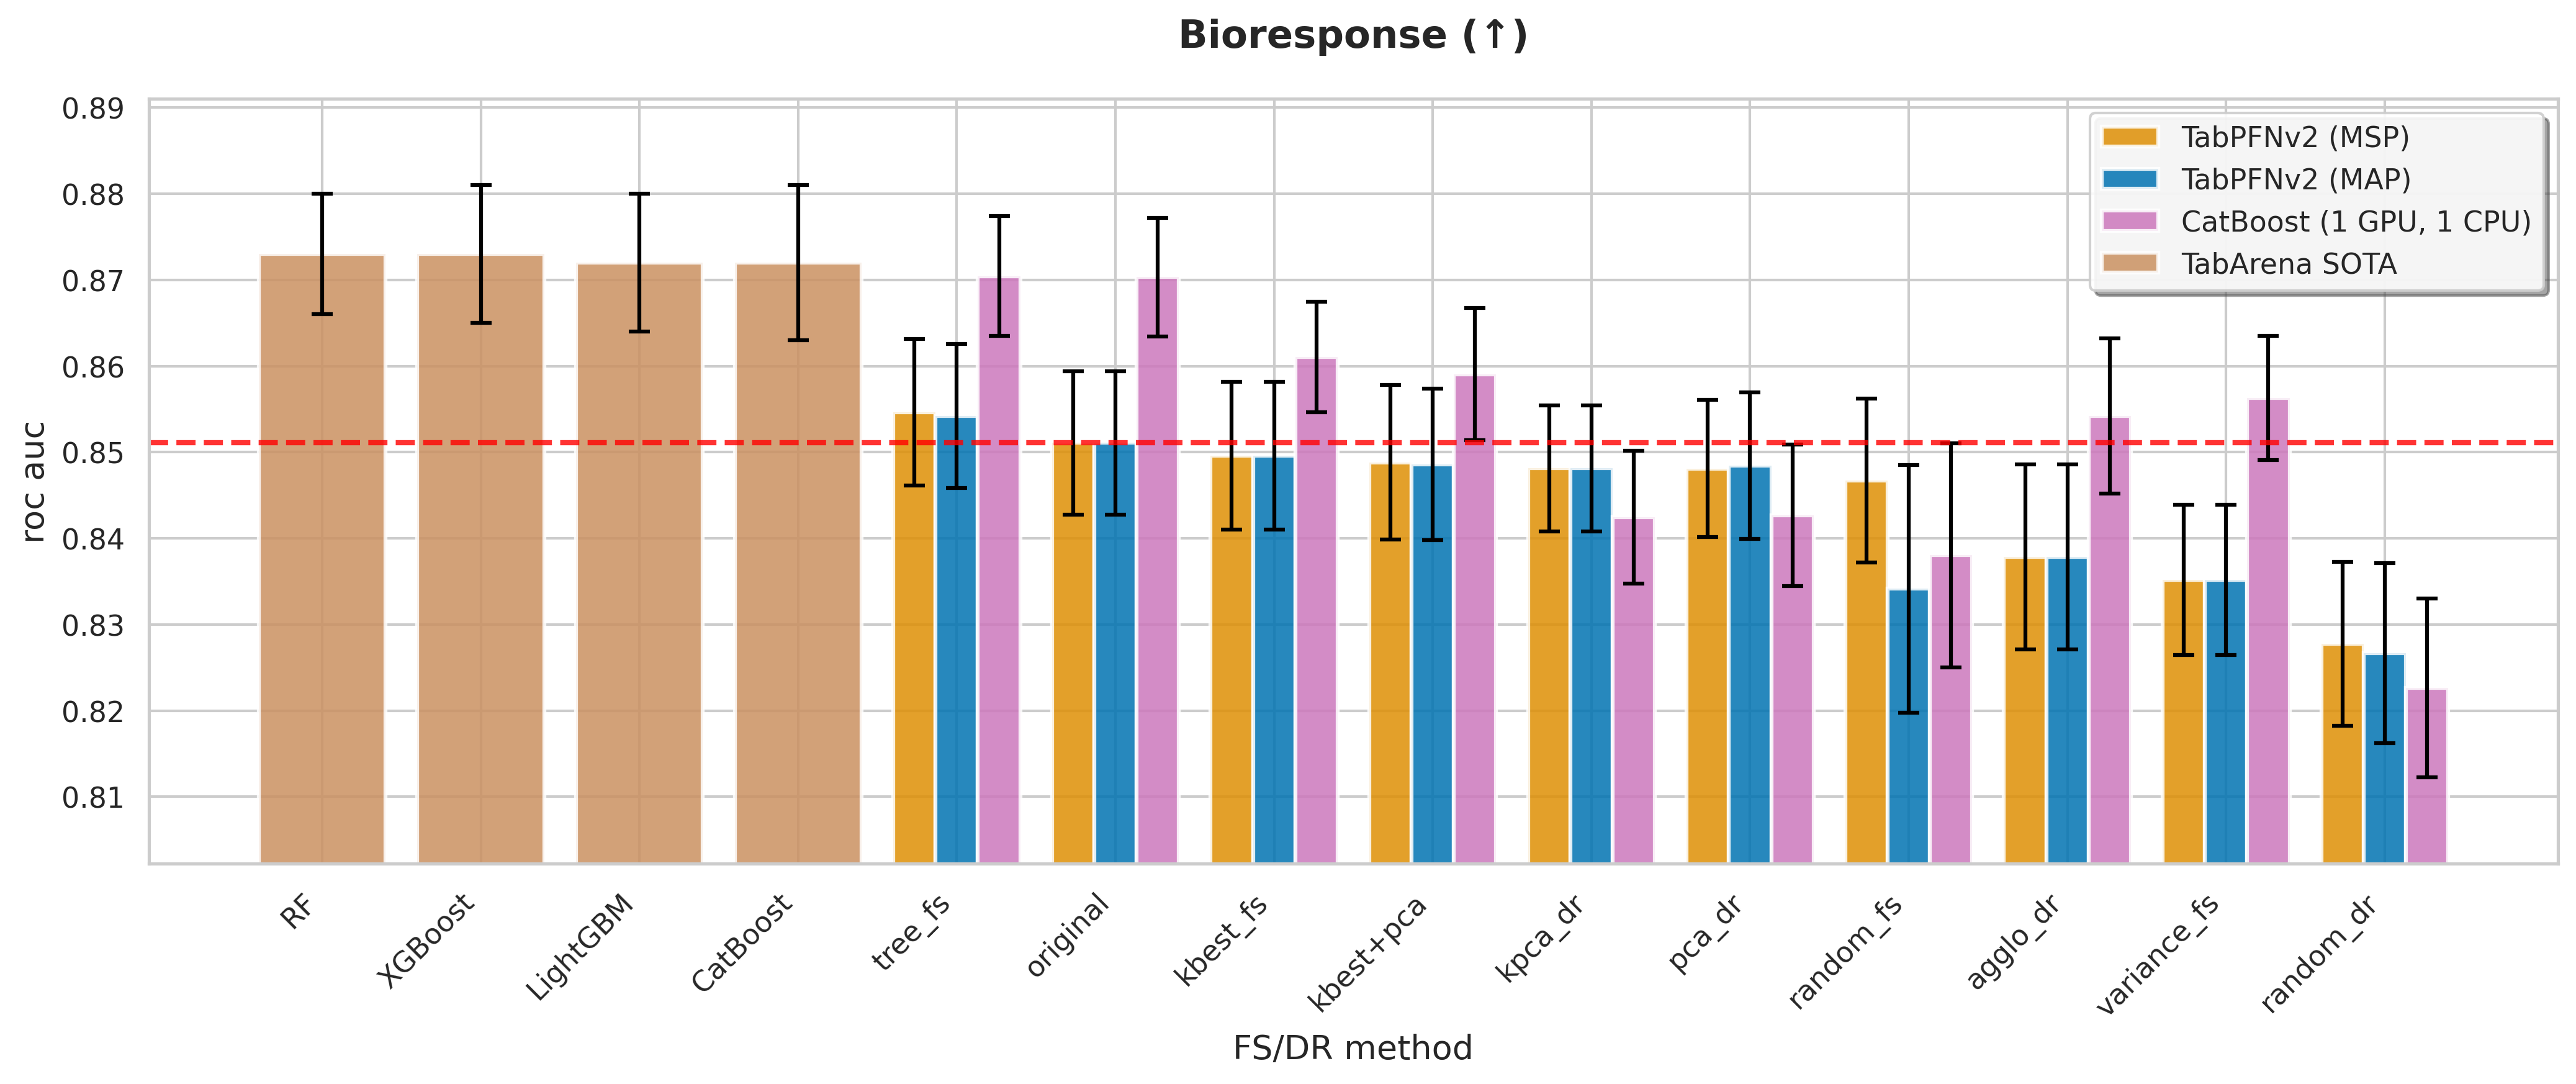 Bioresponse (↑)
0.89
0.88
0.87
0.86
0.85
0.84
0.83
0.82
0.81
roc auc
TabPFNv2 (MSP)
TabPFNv2 (MAP)
CatBoost (1 GPU, 1 CPU)
TabArena SOTA
RF
XGBoost
LightGBM
CatBoost
tree_fs
original
kbest_fs
kbest+pca
kpca_dr
pca_dr
random_fs
agglo_dr
variance_fs
random_dr
FS/DR method